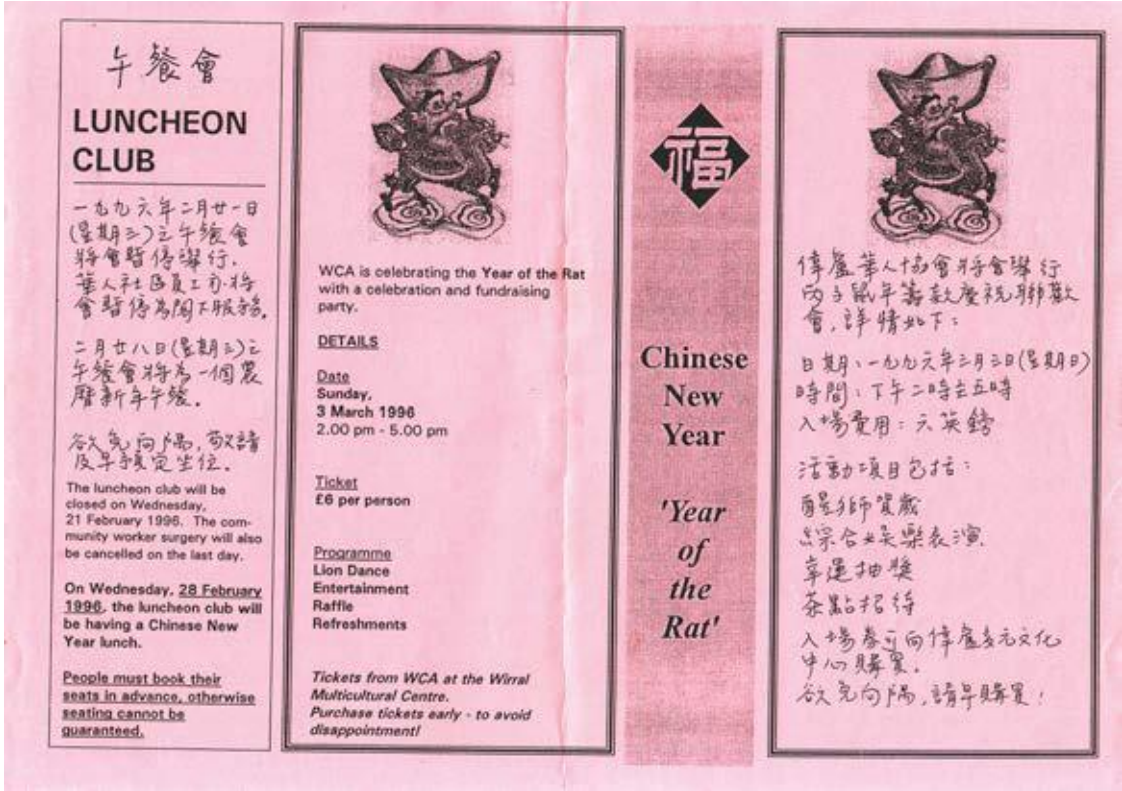 午餐會
LUNCHEON
CLUB
一九九六年二月廿一日
(星期三)之午餐會
將會暫停舉行.
華人社區員工亦將
會暫停為閣下服務.
二月廿八日(星期三)之
午餐會將為一個農
曆新年午餐.
欲免向隅,敬請
及早預定坐位.
The luncheon club will be
closed on Wednesday,
21 February 1996. The com-
munity worker surgery will also
be cancelled on the last day.
On Wednesday, 28 February
1996, the luncheon club will
be having a Chinese New
Year lunch.
People must book their
seats in advance, otherwise
seating cannot be
guaranteed.
WCA is celebrating the Year of the Rat
with a celebration and fundraising
party.
DETAILS
Date
Sunday,
3 March 1996
2.00 pm - 5.00 pm
Ticket
£6 per person
Programme
Lion Dance
Entertainment
Raffle
Refreshments
Tickets from WCA at the Wirral
Multicultural Centre.
Purchase tickets early - to avoid
disappointment!
福
Chinese
New
Year
'Year
of
the
Rat'
偉盧華人協會將會舉行
丙子鼠年籌款慶祝聯歡
會,詳情如下:
日期:一九九六年三月三日(星期日)
時間:下午二時至五時
入場費用:六英鎊
活動項目包括:
醒獅賀歲
綜合娛樂表演
幸運抽獎
茶點招待
入場券可向偉盧多元文化
中心購買.
欲免向隅,請早購買!